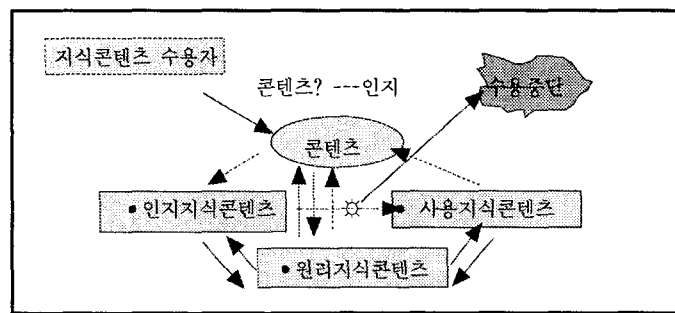 지식콘텐츠 수용자
콘텐츠? ---인지
수용중단
콘텐츠
• 인지지식콘텐츠
• 사용지식콘텐츠
• 원리지식콘텐츠